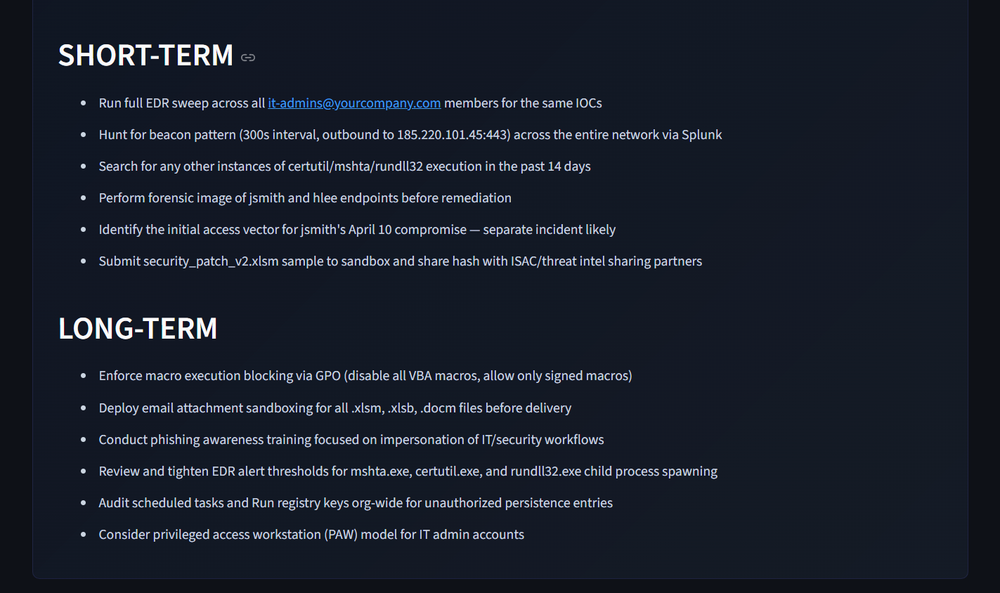 SHORT-TERM
• Run full EDR sweep across all it-admins@yourcompany.com members for the same IOCs
• Hunt for beacon pattern (300s interval, outbound to 185.220.101.45:443) across the entire network via Splunk
• Search for any other instances of certutil/mshta/rundll32 execution in the past 14 days
• Perform forensic image of jsmith and hlee endpoints before remediation
• Identify the initial access vector for jsmith's April 10 compromise — separate incident likely
• Submit security_patch_v2.xlsm sample to sandbox and share hash with ISAC/threat intel sharing partners
LONG-TERM
• Enforce macro execution blocking via GPO (disable all VBA macros, allow only signed macros)
• Deploy email attachment sandboxing for all .xlsm, .xlsb, .docm files before delivery
• Conduct phishing awareness training focused on impersonation of IT/security workflows
• Review and tighten EDR alert thresholds for mshta.exe, certutil.exe, and rundll32.exe child process spawning
• Audit scheduled tasks and Run registry keys org-wide for unauthorized persistence entries
• Consider privileged access workstation (PAW) model for IT admin accounts